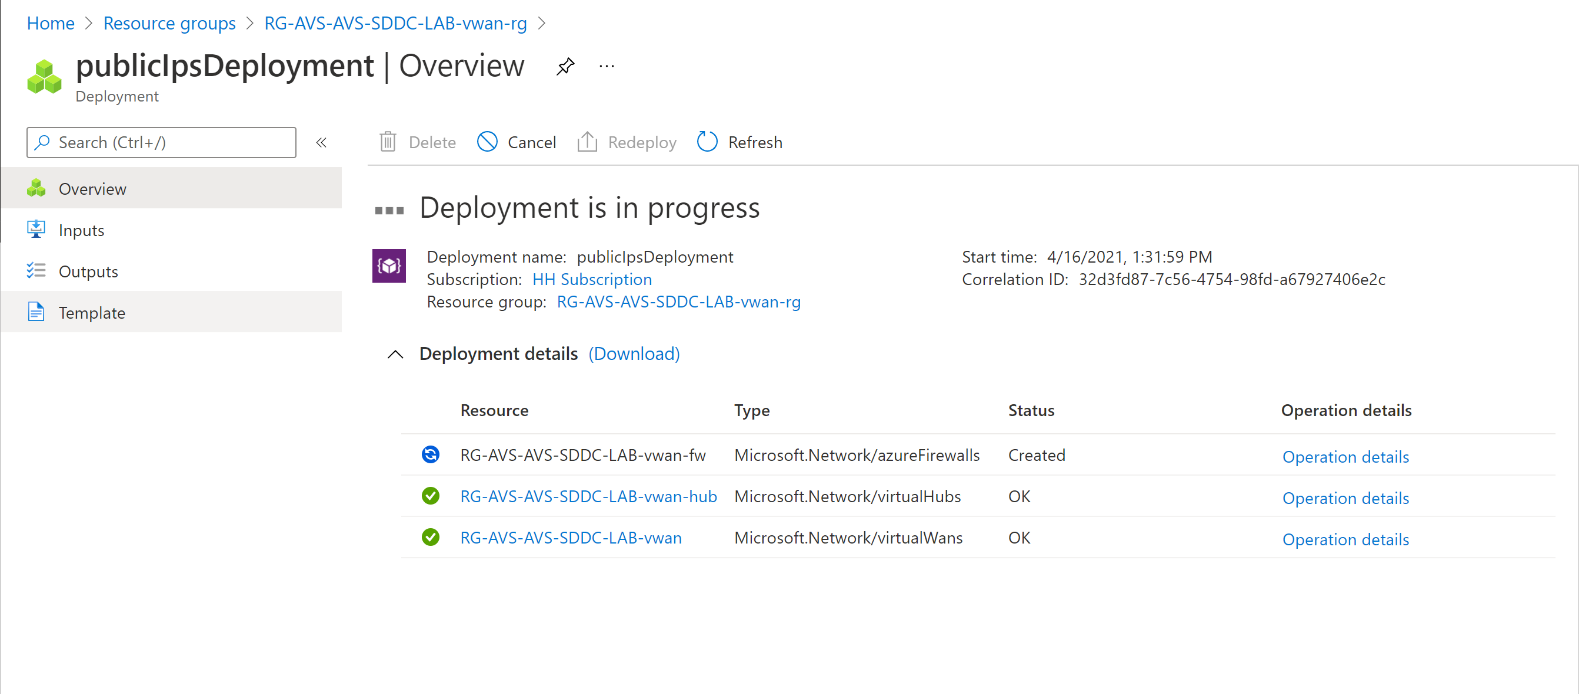 Home > Resource groups > RG-AVS-AVS-SDDC-LAB-vwan-rg >
publicIpsDeployment | Overview ...
Deployment
Search (Ctrl+/) «
Delete Cancel Redeploy Refresh
Overview
Inputs
Outputs
Template
Deployment is in progress
Deployment name: publicIpsDeployment
Subscription: HH Subscription
Resource group: RG-AVS-AVS-SDDC-LAB-vwan-rg
Start time: 4/16/2021, 1:31:59 PM
Correlation ID: 32d3fd87-7c56-4754-98fd-a67927406e2c
Deployment details (Download)
Resource Type Status Operation details
RG-AVS-AVS-SDDC-LAB-vwan-fw Microsoft.Network/azureFirewalls Created Operation details
RG-AVS-AVS-SDDC-LAB-vwan-hub Microsoft.Network/virtualHubs OK Operation details
RG-AVS-AVS-SDDC-LAB-vwan Microsoft.Network/virtualWans OK Operation details